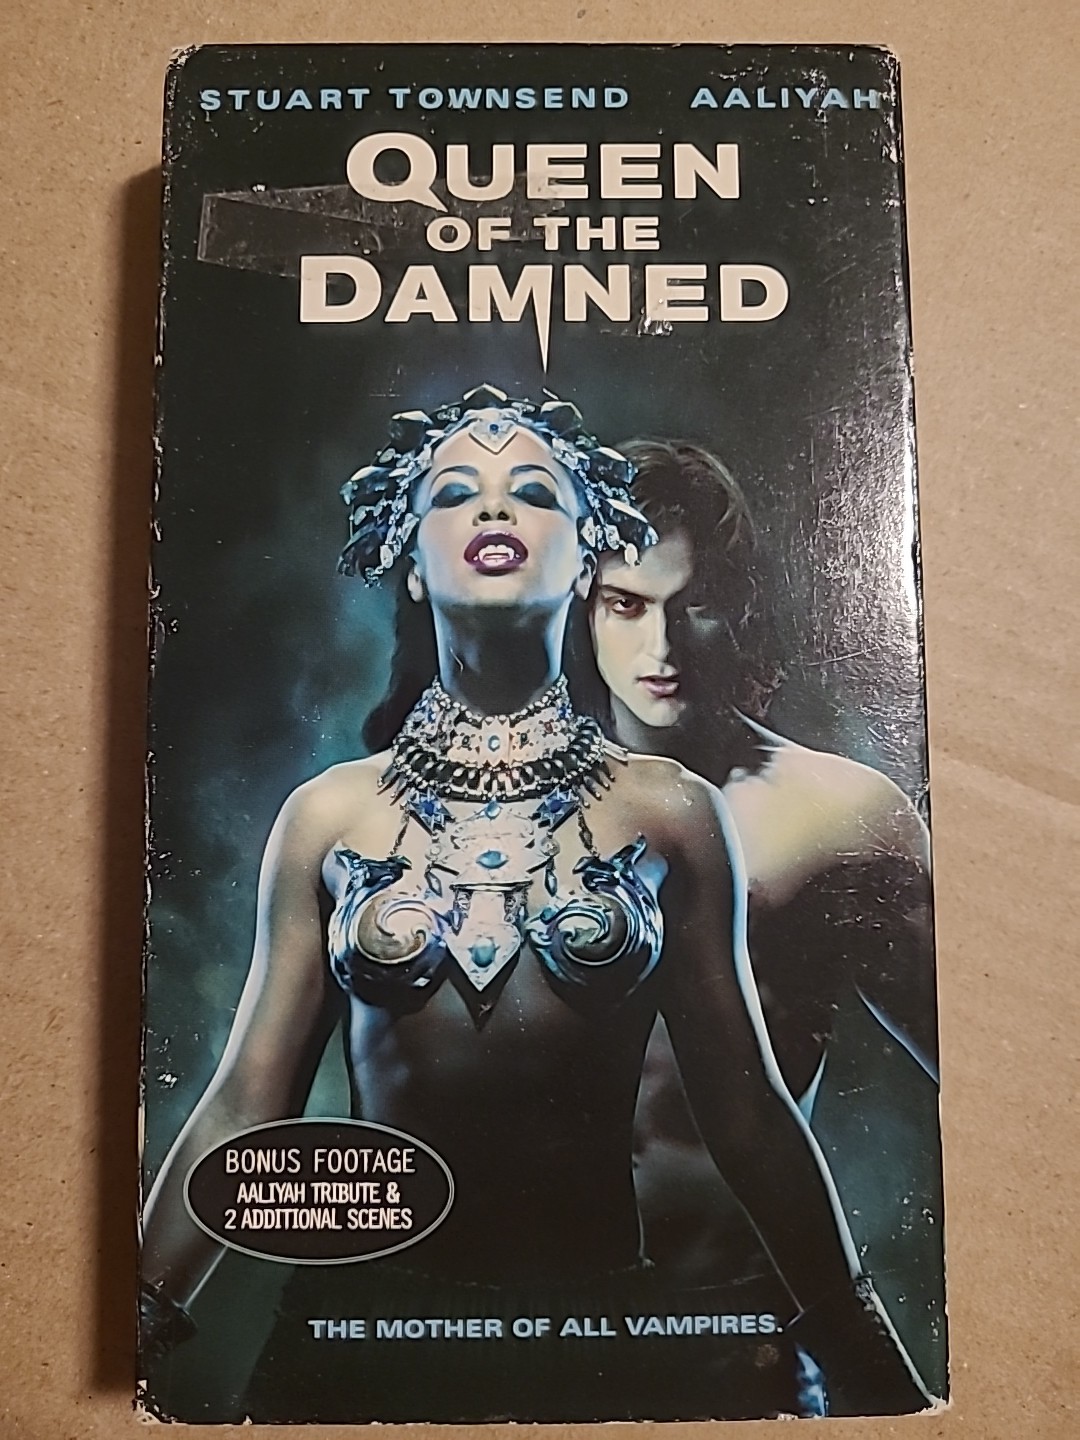 STUART TOWNSEND AALIYAH
QUEEN
OF THE
DAMNED
BONUS FOOTAGE
AALIYAH TRIBUTE &
2 ADDITIONAL SCENES
THE MOTHER OF ALL VAMPIRES.